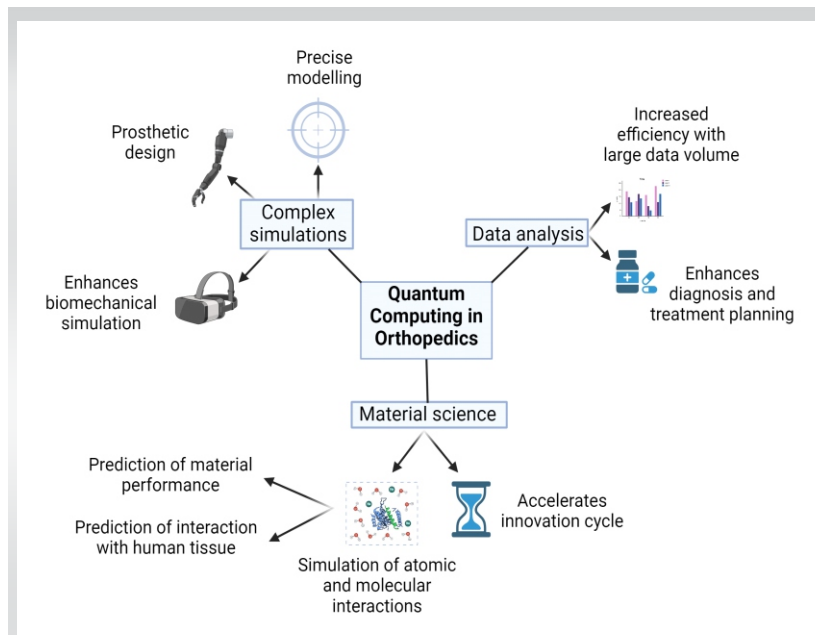 Precise
modelling
Prosthetic
design
Complex
simulations
Enhances
biomechanical
simulation
Increased
efficiency with
large data volume
Data analysis
Enhances
diagnosis and
treatment planning
Quantum
Computing in
Orthopedics
Material science
Prediction of material
performance
Prediction of interaction
with human tissue
Simulation of atomic
and molecular
interactions
Accelerates
innovation cycle